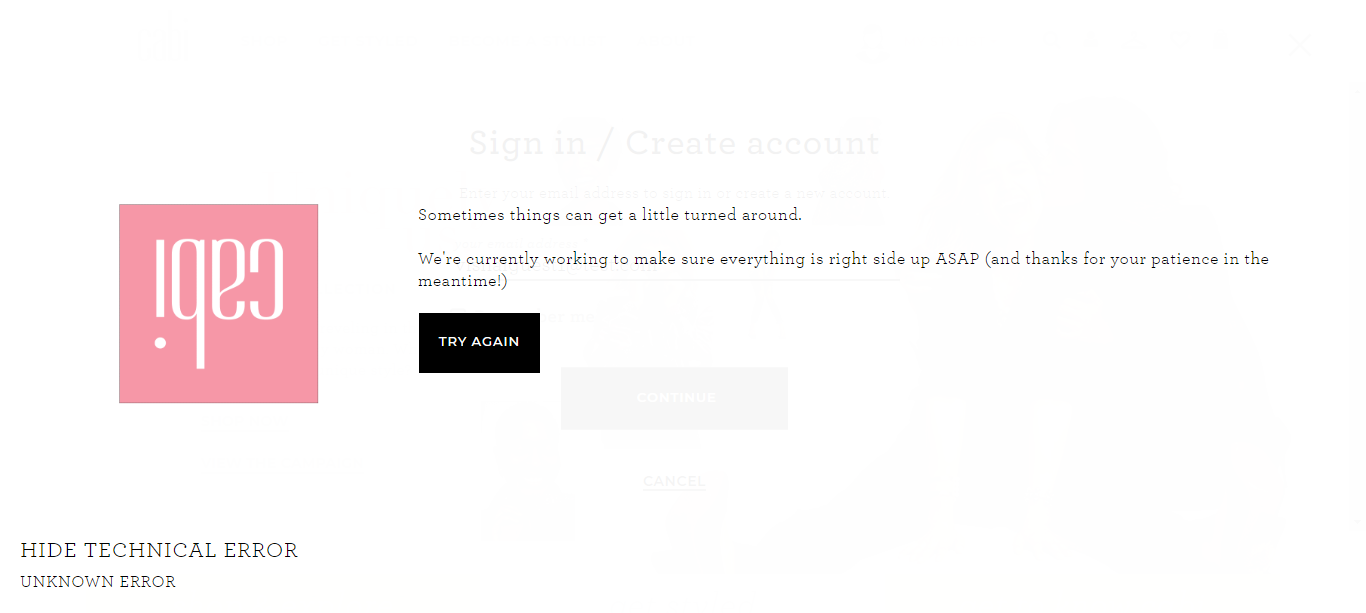 Sign in / Create account
Enter your email address to sign in or create a new account
Sometimes things can get a little turned around.
cabi
We're currently working to make sure everything is right side up ASAP (and thanks for your patience in the
meantime!)
TRY AGAIN
CONTINUE
CANCEL
HIDE TECHNICAL ERROR
UNKNOWN ERROR